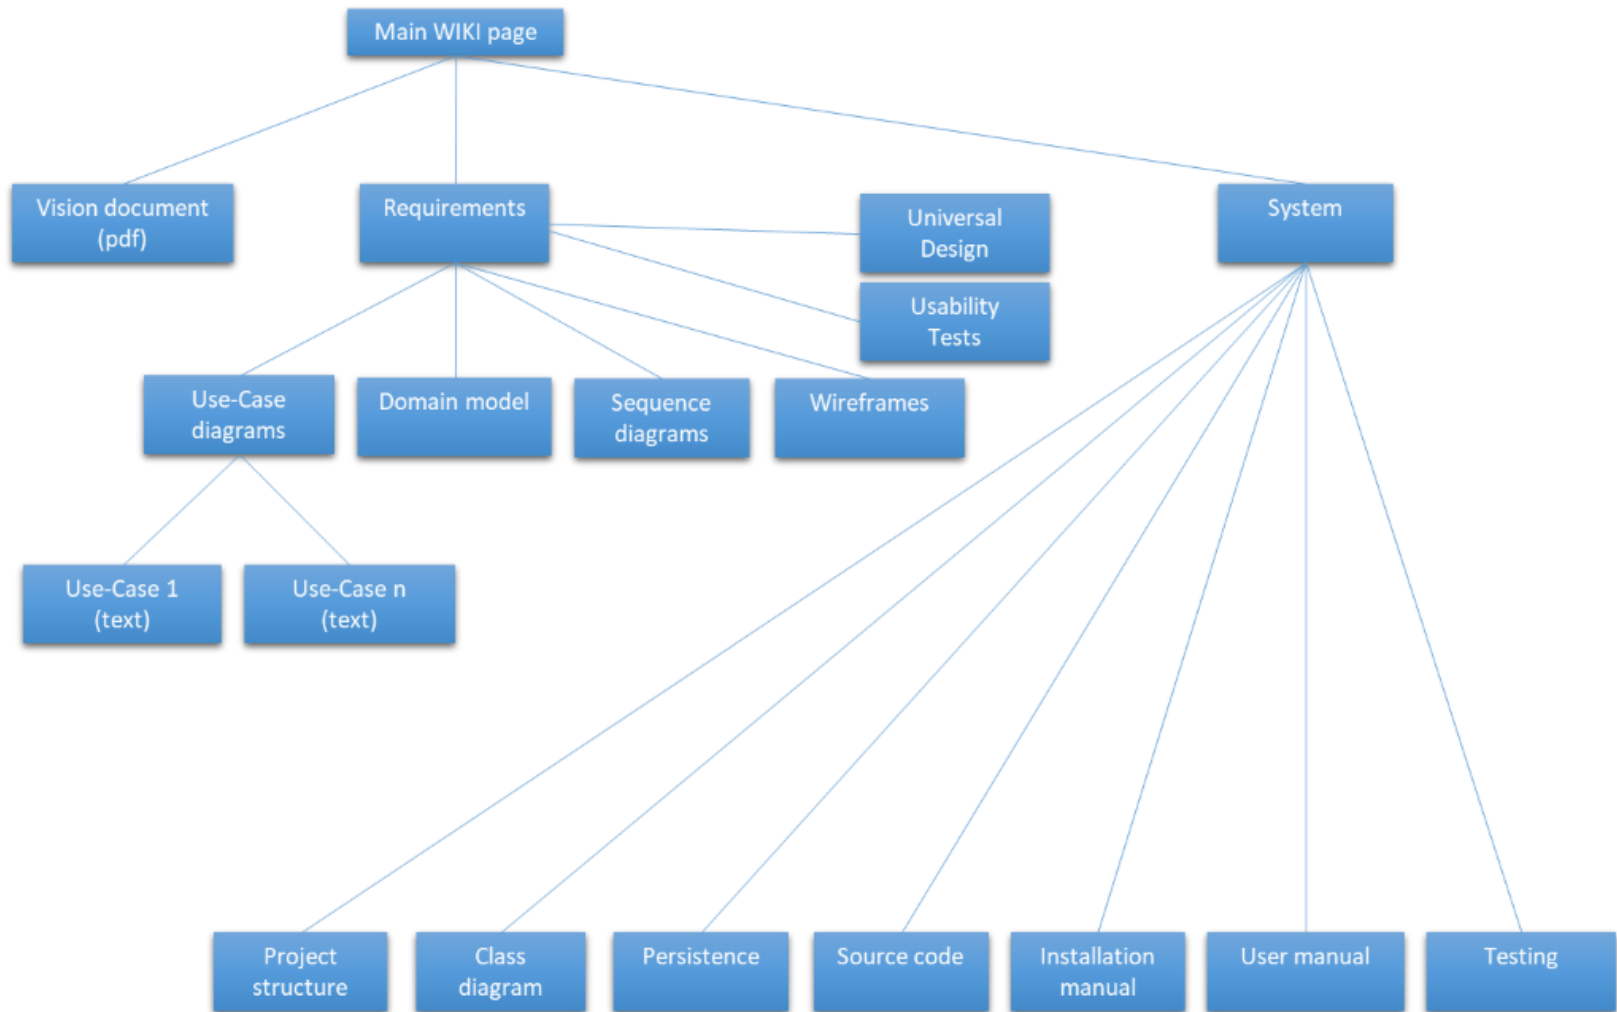 Main WIKI page
Vision document
(pdf)
Requirements
Universal
Design
System
Usability
Tests
Use-Case
diagrams
Domain model
Sequence
diagrams
Wireframes
Use-Case 1
(text)
Use-Case n
(text)
Project
structure
Class
diagram
Persistence
Source code
Installation
manual
User manual
Testing